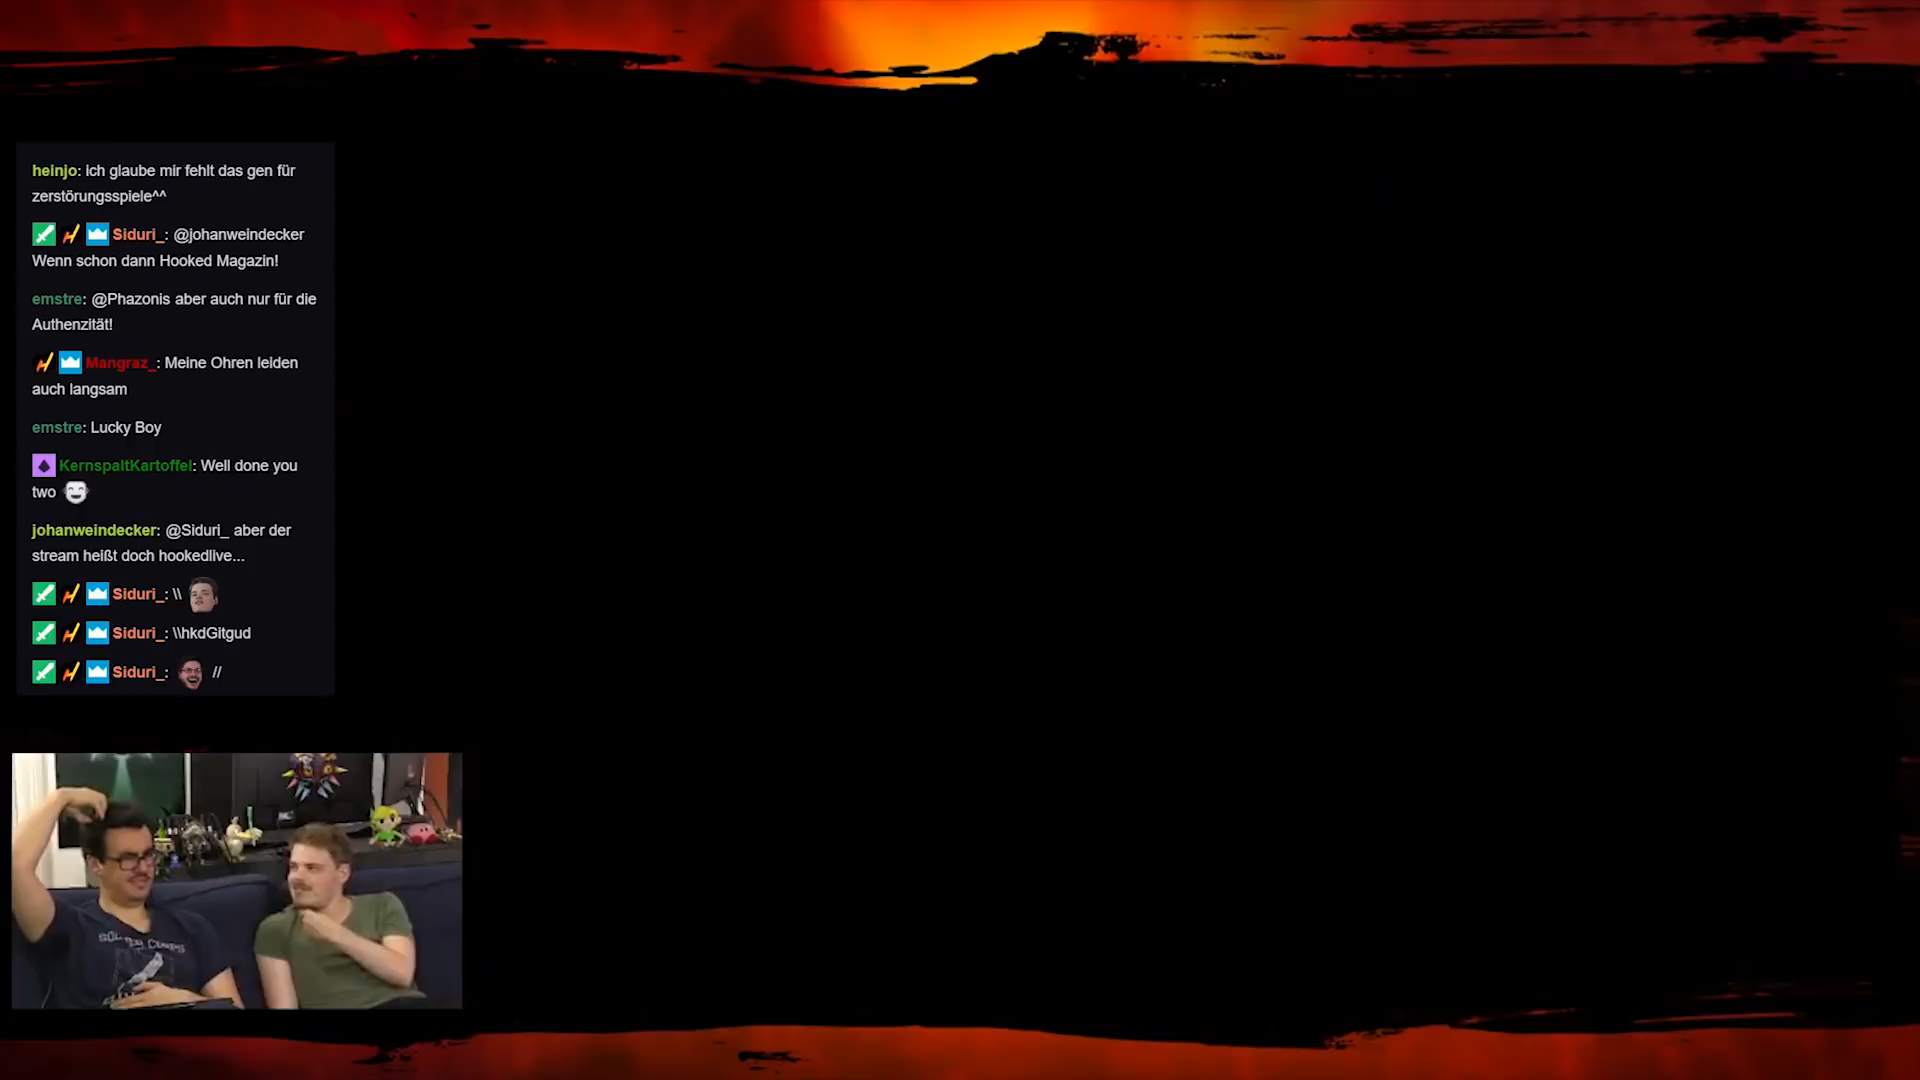 heinjo: ich glaube mir fehlt das gen für
zerstörungsspiele^^
Siduri_: @johanweindecker
Wenn schon dann Hooked Magazin!
emstre: @Phazonis aber auch nur für die
Authenzität!
Mangraz_: Meine Ohren leiden
auch langsam
emstre: Lucky Boy
KernspaltKartoffel: Well done you
two
johanweindecker: @Siduri_ aber der
stream heißt doch hookedlive...
Siduri_: \\
Siduri_: \\hkdGitgud
Siduri_: //